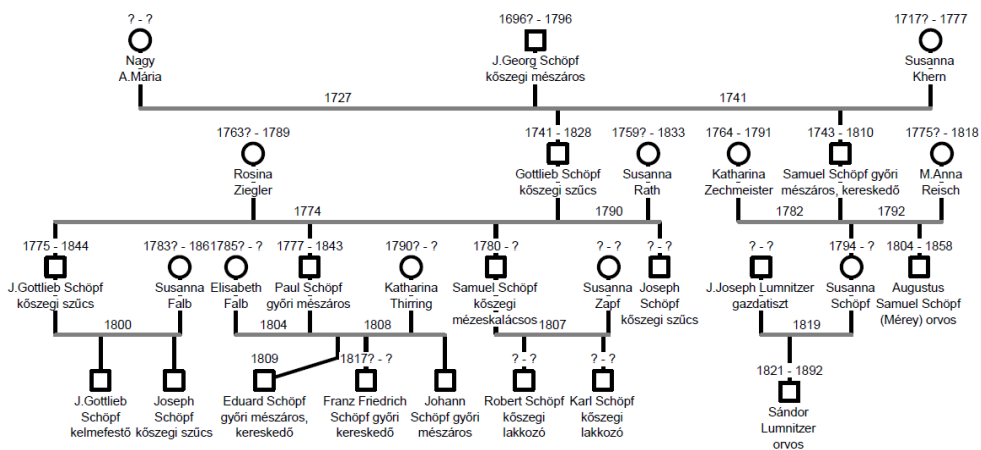 ? - ?
1696? - 1796
1717? - 1777
Nagy
A.Mária
J.Georg Schöpf
kőszegi mészáros
Susanna
Khern
1727
1741
1763? - 1789
1741 - 1828
1759? - 1833
1764 - 1791
1743 - 1810
1775? - 1818
Rosina
Ziegler
Gottlieb Schöpf
kőszegi szűcs
Susanna
Rath
Katharina
Zechmeister
Samuel Schöpf győri
mészáros, kereskedő
M.Anna
Reisch
1774
1790
1782
1792
1775 - 1844
1783? - 1861
1785? - ?
1777 - 1843
1790? - ?
1780 - ?
? - ?
? - ?
? - ?
1794 - ?
1804 - 1858
J.Gottlieb Schöpf
kőszegi szűcs
Susanna
Falb
Elisabeth
Falb
Paul Schöpf
győri mészáros
Katharina
Thirring
Samuel Schöpf
kőszegi
mézeskalácsos
Susanna
Zapf
Joseph
Schöpf
kőszegi szűcs
J.Joseph Lumnitzer
gazdatiszt
Susanna
Schöpf
Augustus
Samuel Schöpf
(Mérey) orvos
1800
1804
1808
1807
1819
1809
1817? - ?
? - ?
? - ?
1821 - 1892
J.Gottlieb
Schöpf
kelmefestő
Joseph
Schöpf
kőszegi szűcs
Eduard Schöpf
győri mészáros,
kereskedő
Franz Friedrich
Schöpf győri
kereskedő
Johann
Schöpf győri
mészáros
Robert Schöpf
kőszegi
lakkozó
Karl Schöpf
kőszegi
lakkozó
Sándor
Lumnitzer
orvos